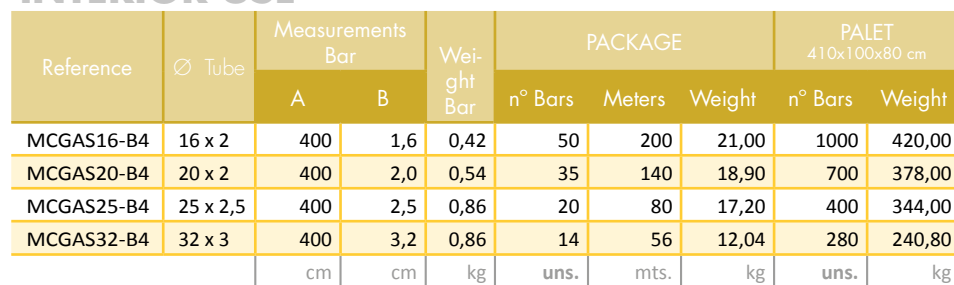 INTERIOR USE
Reference Ø Tube Measurements Bar Wei-ght Bar PACKAGE PALET 410x100x80 cm
A B n° Bars Meters Weight n° Bars Weight
MCGAS16-B4 16 x 2 400 1,6 0,42 50 200 21,00 1000 420,00
MCGAS20-B4 20 x 2 400 2,0 0,54 35 140 18,90 700 378,00
MCGAS25-B4 25 x 2,5 400 2,5 0,86 20 80 17,20 400 344,00
MCGAS32-B4 32 x 3 400 3,2 0,86 14 56 12,04 280 240,80
cm cm kg uns. mts. kg uns. kg